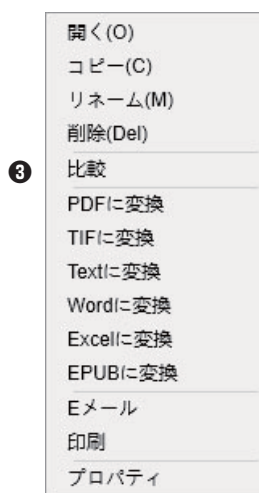 開く(O)
コピー(C)
リネーム(M)
削除(Del)
❸ 比較
PDFに変換
TIFに変換
Textに変換
Wordに変換
Excelに変換
EPUBに変換
Eメール
印刷
プロパティ